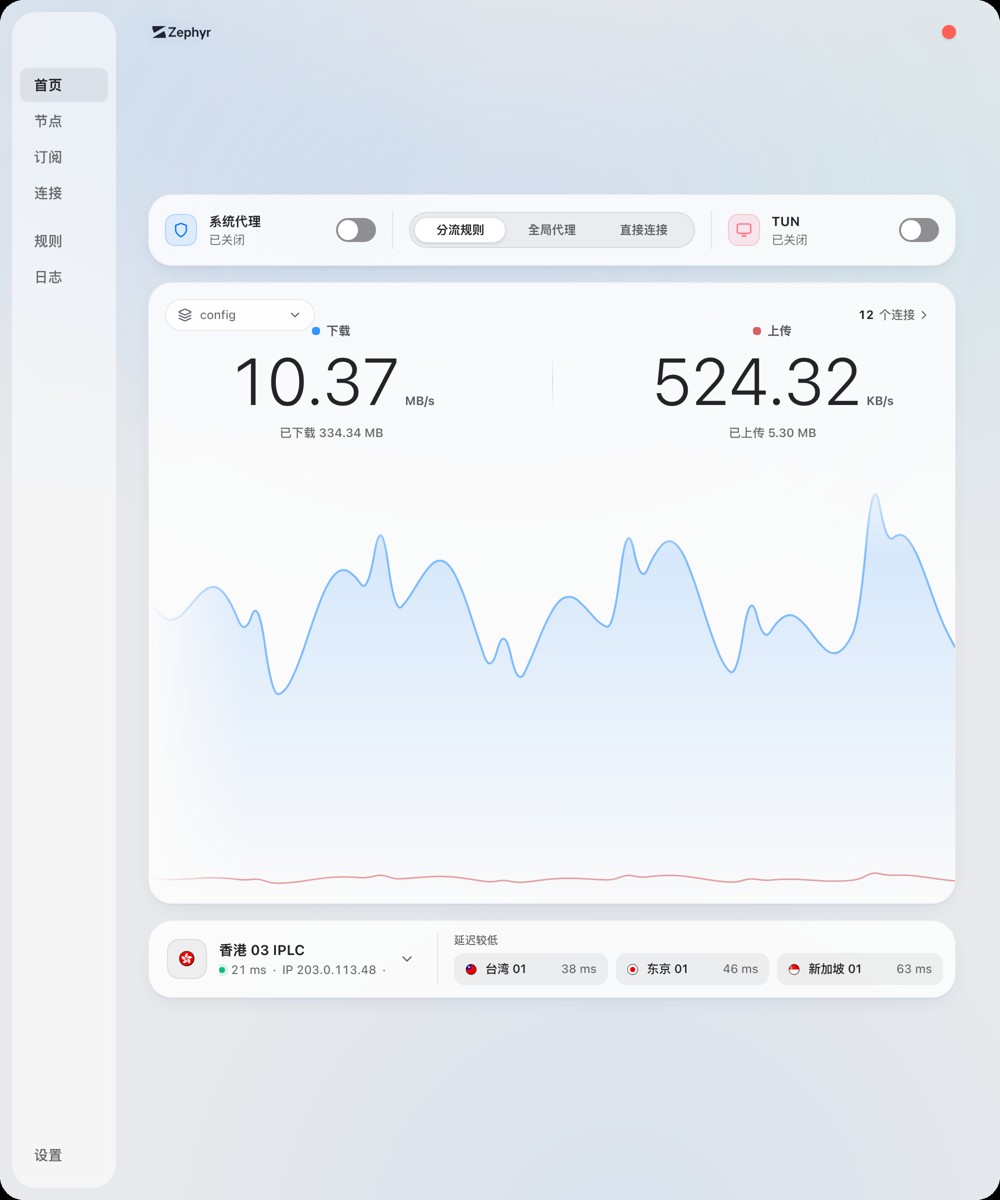 Zephyr
首页
节点
订阅
连接
规则
日志
设置
系统代理
已关闭
分流规则 全局代理 直接连接
TUN
已关闭
config
12 个连接
下载
10.37 MB/s
已下载 334.34 MB
上传
524.32 KB/s
已上传 5.30 MB
香港 03 IPLC
21 ms · IP 203.0.113.48 ·
延迟较低
台湾 01 38 ms
东京 01 46 ms
新加坡 01 63 ms